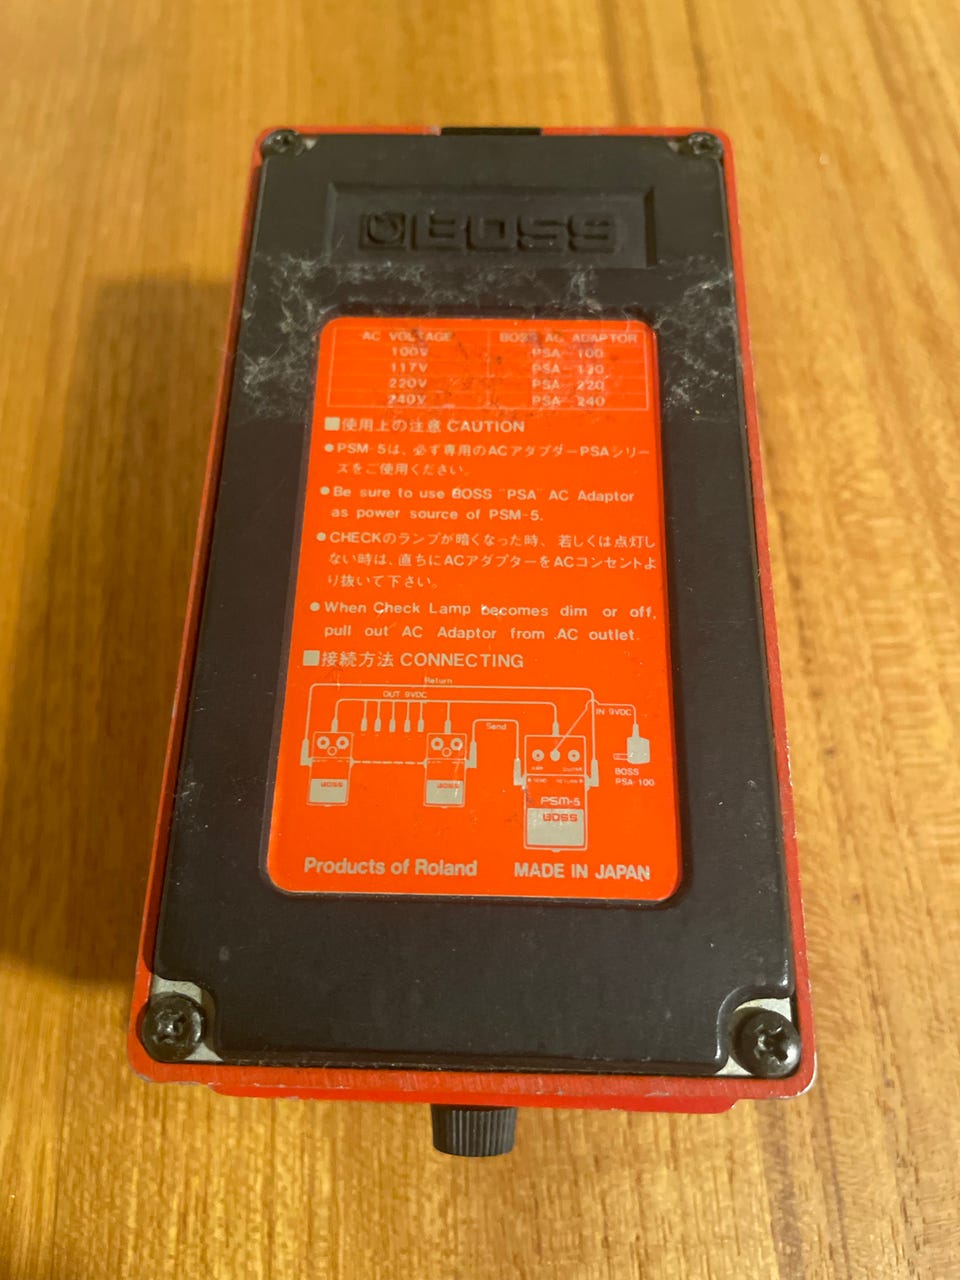 BOSS
AC VOLTAGE BOSS AC ADAPTOR
100V PSA-100
117V PSA-120
220V PSA-220
240V PSA-240
■使用上の注意 CAUTION
●PSM-5は、必ず専用のACアダプターPSAシリー
ズをご使用ください。
●Be sure to use BOSS "PSA" AC Adaptor
as power source of PSM-5.
●CHECKのランプが暗くなった時、若しくは点灯し
ない時は、直ちにACアダプターをACコンセントよ
り抜いて下さい。
●When Check Lamp becomes dim or off,
pull out AC Adaptor from AC outlet.
■接続方法 CONNECTING
Return
OUT 9VDC
IN 9VDC
Send
BOSS
PSA-100
SEND RETURN
PSM-5
BOSS
BOSS
BOSS
Products of Roland MADE IN JAPAN